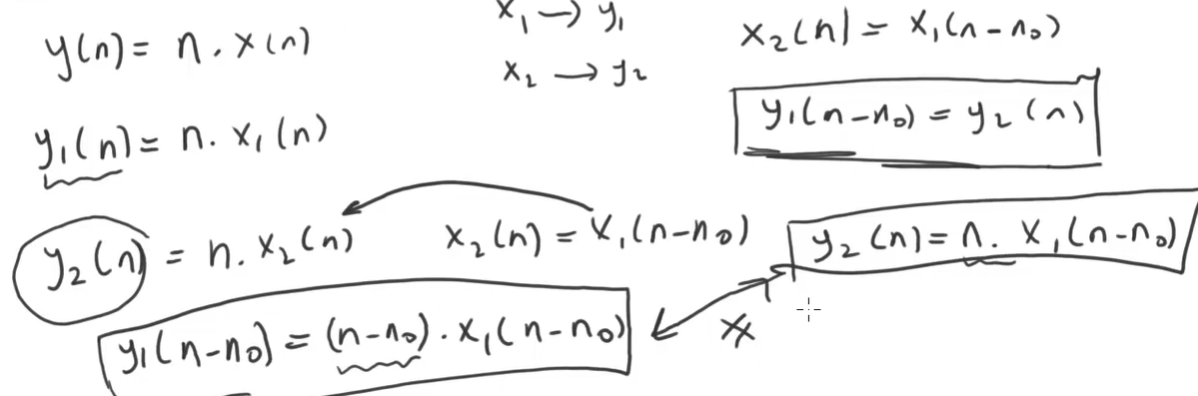 y(n) = n . x(n)
x₁ → y₁
x₂ → y₂
x₂(n) = x₁(n-n₀)
y₁(n-n₀) = y₂(n)
y₁(n) = n. x₁(n)
y₂(n) = n. x₂(n)
x₂(n) = x₁(n-n₀)
y₂(n) = n. x₁(n-n₀)
y₁(n-n₀) = (n-n₀) . x₁(n-n₀)
≠